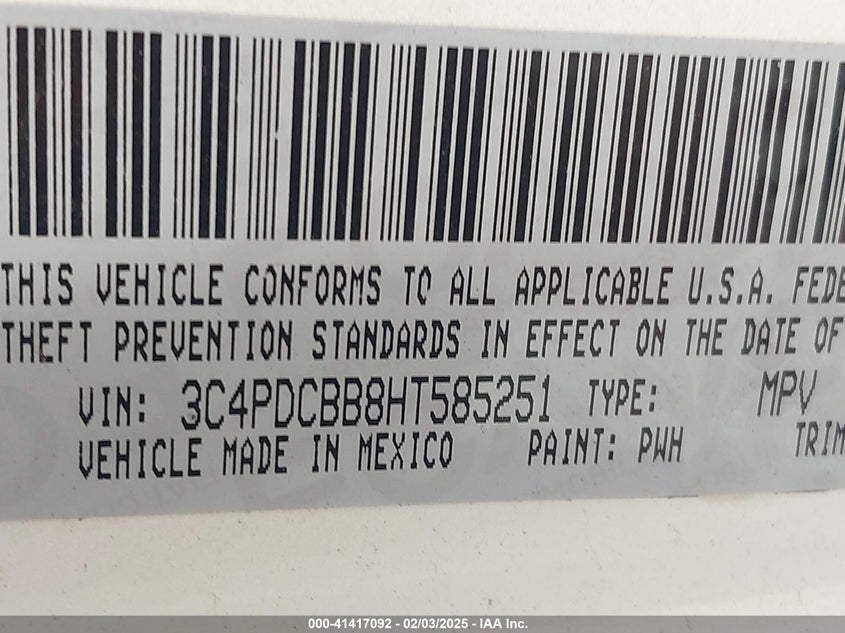 THIS VEHICLE CONFORMS TO ALL APPLICABLE U.S.A. FEDE
THEFT PREVENTION STANDARDS IN EFFECT ON THE DATE OF
VIN: 3C4PDCBB8HT585251 TYPE: MPV
VEHICLE MADE IN MEXICO PAINT: PWH TRIM
000-41417092 - 02/03/2025 - IAA Inc.